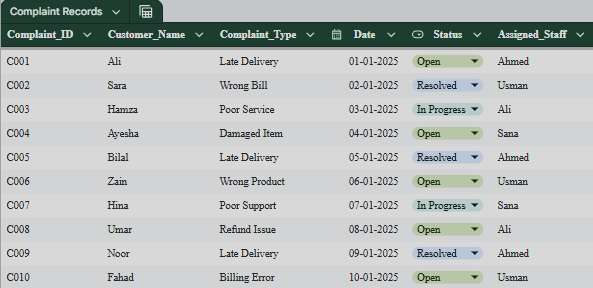 Complaint Records
Complaint_ID Customer_Name Complaint_Type Date Status Assigned_Staff
C001 Ali Late Delivery 01-01-2025 Open Ahmed
C002 Sara Wrong Bill 02-01-2025 Resolved Usman
C003 Hamza Poor Service 03-01-2025 In Progress Ali
C004 Ayesha Damaged Item 04-01-2025 Open Sana
C005 Bilal Late Delivery 05-01-2025 Resolved Ahmed
C006 Zain Wrong Product 06-01-2025 Open Usman
C007 Hina Poor Support 07-01-2025 In Progress Sana
C008 Umar Refund Issue 08-01-2025 Open Ali
C009 Noor Late Delivery 09-01-2025 Resolved Ahmed
C010 Fahad Billing Error 10-01-2025 Open Usman